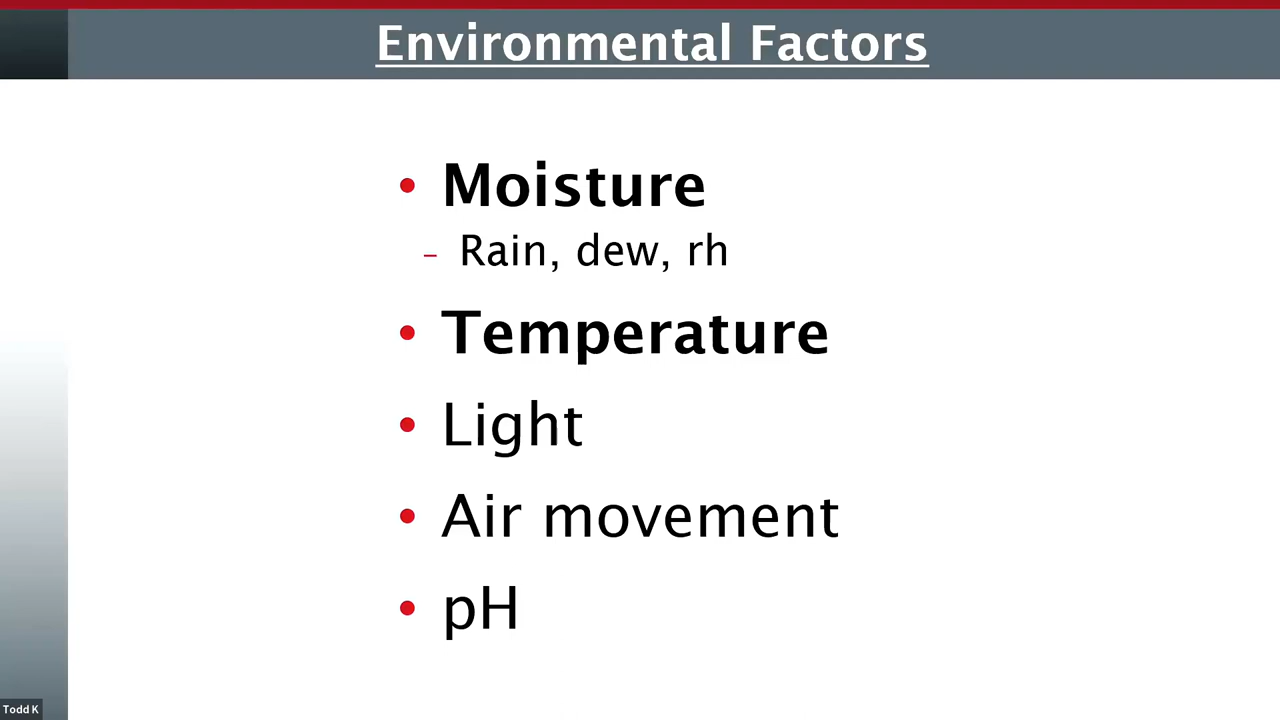 Environmental Factors
• Moisture
– Rain, dew, rh
• Temperature
• Light
• Air movement
• pH
Todd K